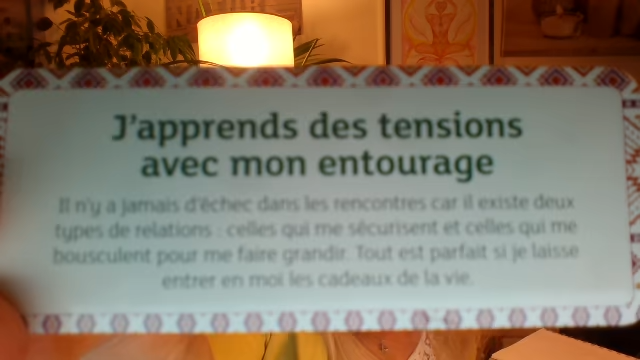 J'apprends des tensions
avec mon entourage
Il n'y a jamais d'échec dans les rencontres car il existe deux
types de relations : celles qui me sécurisent et celles qui me
bousculent pour me faire grandir. Tout est parfait si je laisse
entrer en moi les cadeaux de la vie.